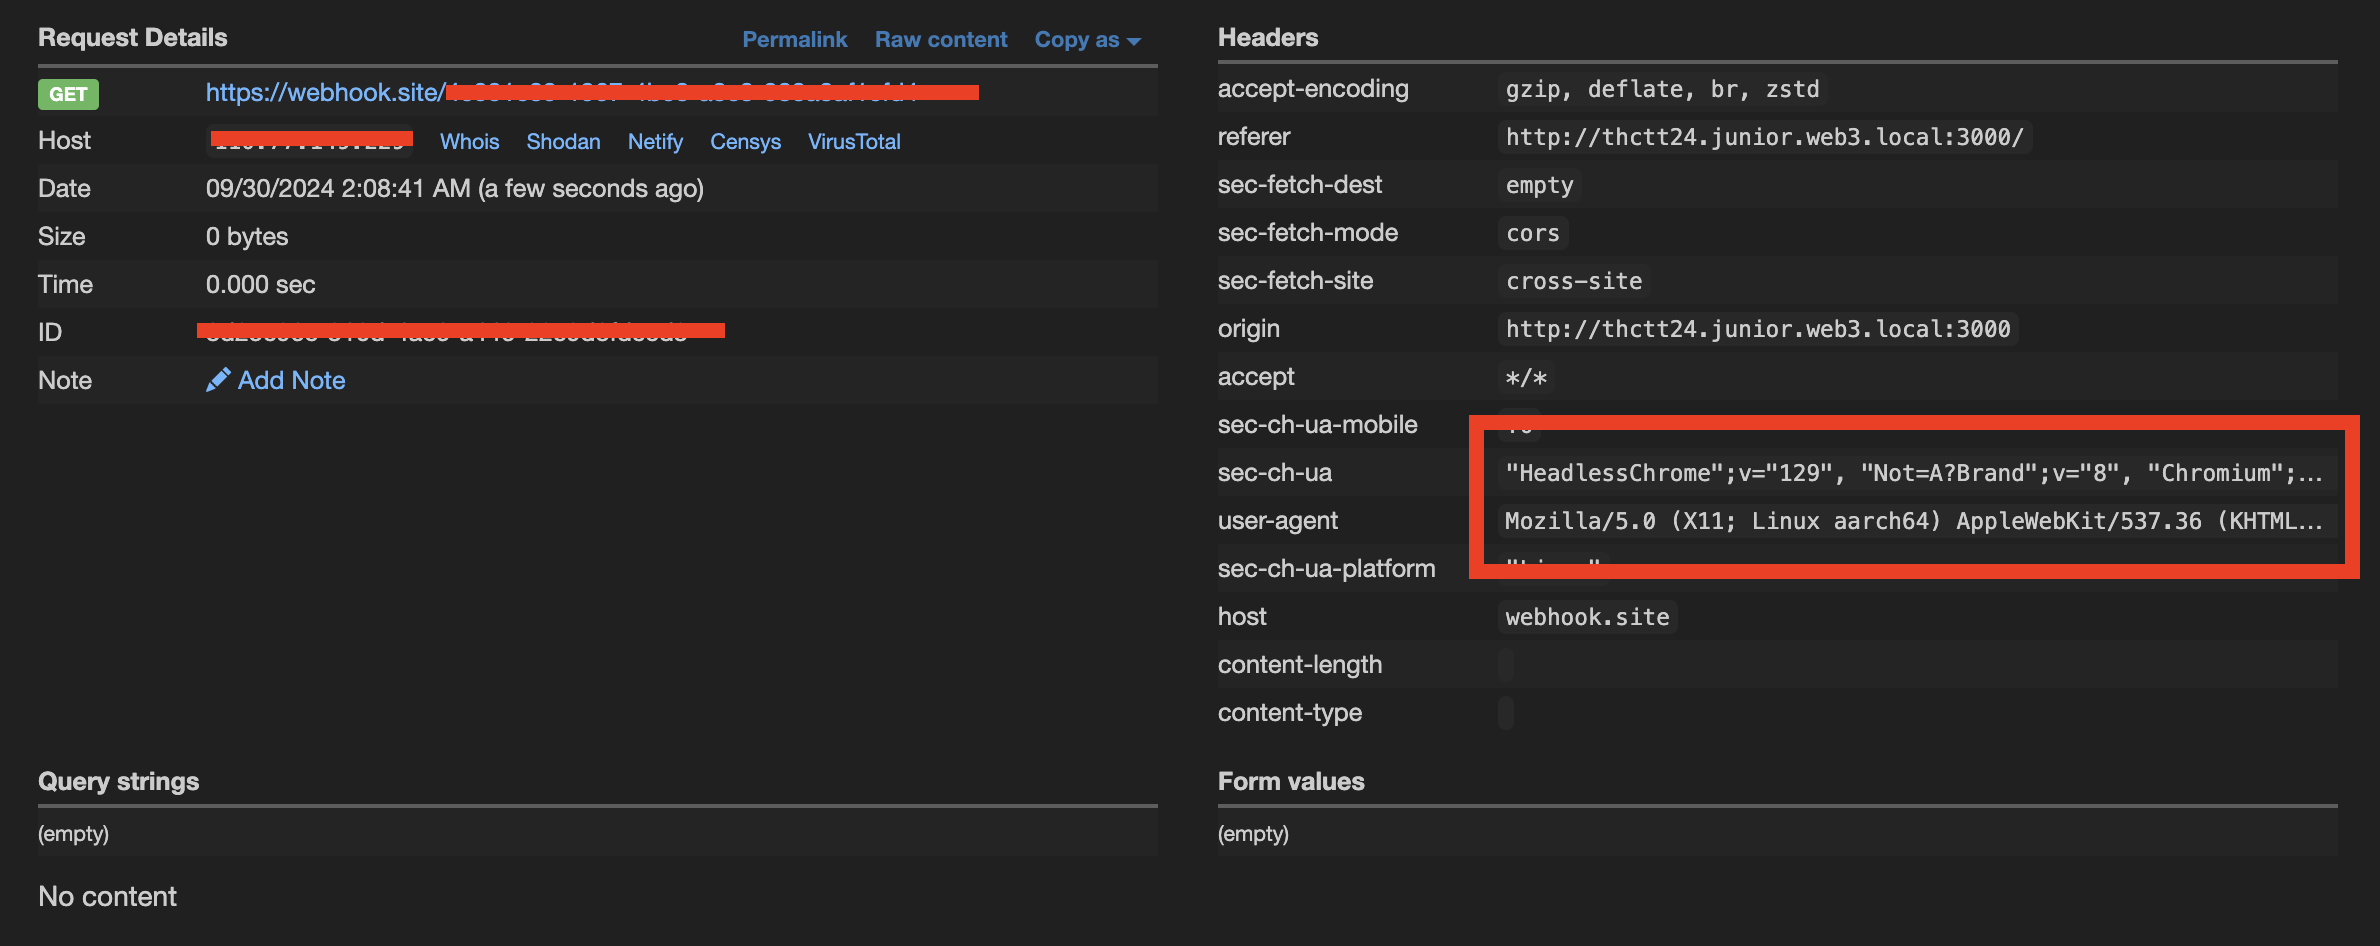 Request Details
Permalink Raw content Copy as
GET https://webhook.site/
Host Whois Shodan Netify Censys VirusTotal
Date 09/30/2024 2:08:41 AM (a few seconds ago)
Size 0 bytes
Time 0.000 sec
ID
Note Add Note
Headers
accept-encoding gzip, deflate, br, zstd
referer http://thctt24.junior.web3.local:3000/
sec-fetch-dest empty
sec-fetch-mode cors
sec-fetch-site cross-site
origin http://thctt24.junior.web3.local:3000
accept */*
sec-ch-ua-mobile
sec-ch-ua "HeadlessChrome";v="129", "Not=A?Brand";v="8", "Chromium";...
user-agent Mozilla/5.0 (X11; Linux aarch64) AppleWebKit/537.36 (KHTML...
sec-ch-ua-platform
host webhook.site
content-length
content-type
Query strings
(empty)
No content
Form values
(empty)